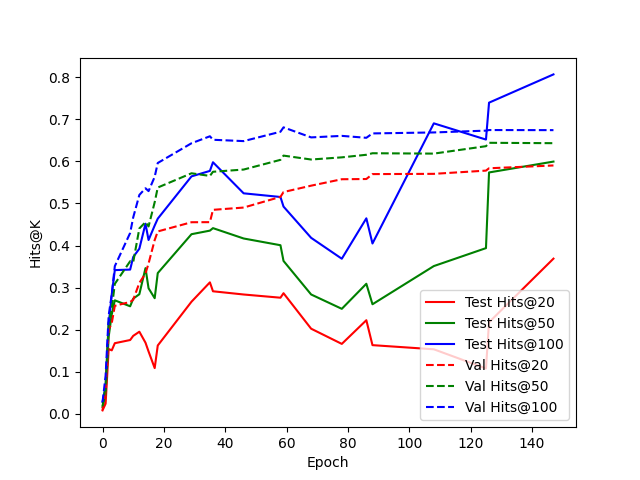 0.8
0.7
0.6
0.5
0.4
0.3
0.2
0.1
0.0
Hits@K
Test Hits@20
Test Hits@50
Test Hits@100
Val Hits@20
Val Hits@50
Val Hits@100
0 20 40 60 80 100 120 140
Epoch